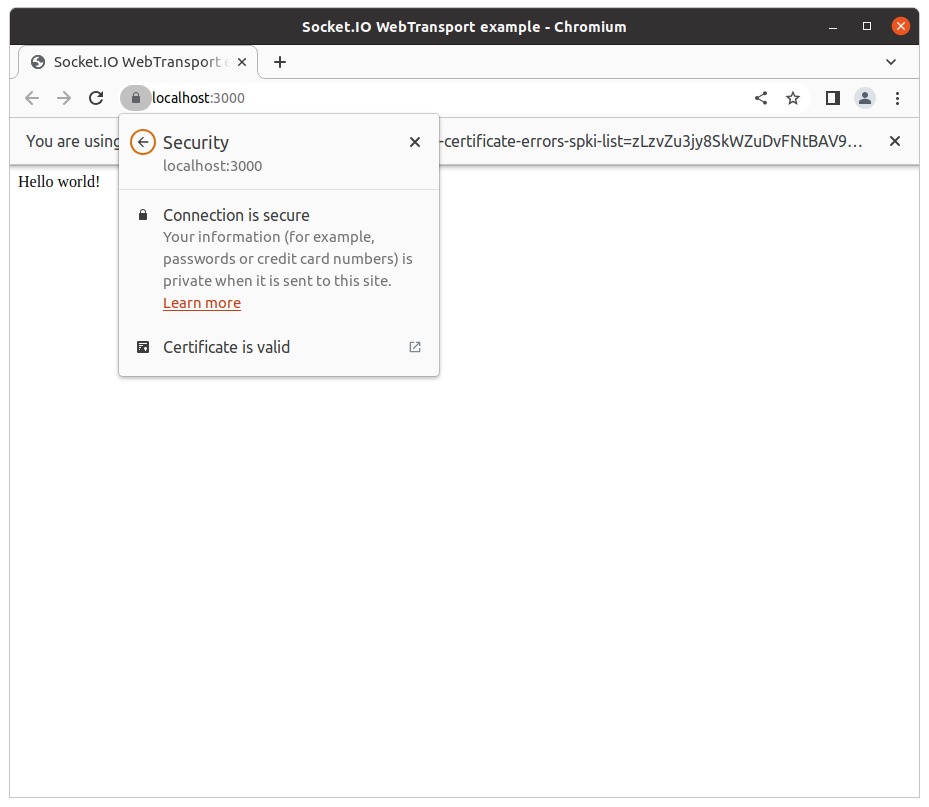 Socket.IO WebTransport example - Chromium
Socket.IO WebTransport
localhost:3000
You are using
-certificate-errors-spki-list=zLzvZu3jy8SkWZuDvFNtBAV9…
Security
localhost:3000
Hello world!
Connection is secure
Your information (for example,
passwords or credit card numbers) is
private when it is sent to this site.
Learn more
Certificate is valid